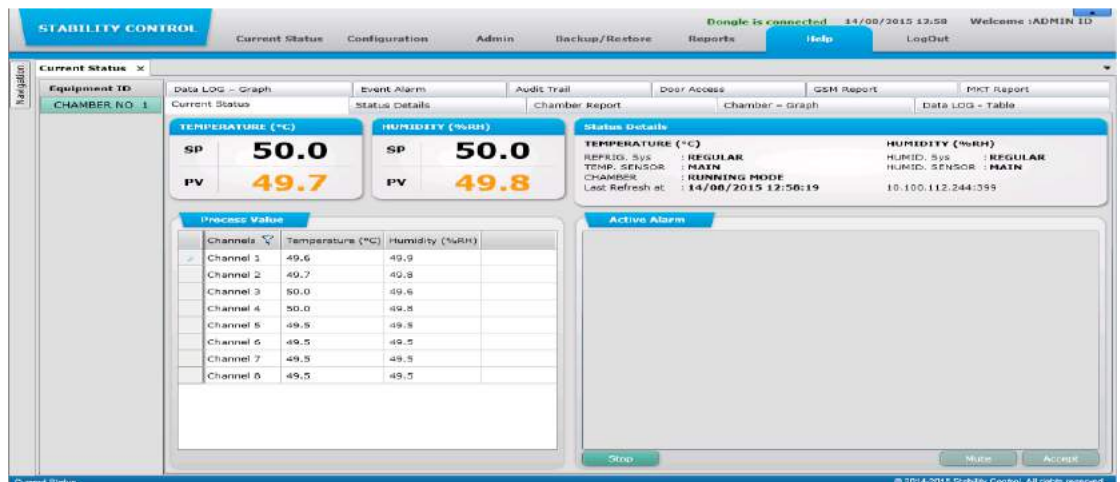 Dongle is connected 14/08/2015 12:58 Welcome :ADMIN ID
STABILITY CONTROL
Current Status Configuration Admin Backup/Restore Reports Help LogOut
Navigation
Current Status ×
Equipment ID
CHAMBER NO 1
Data LOG - Graph Event Alarm Audit Trail Door Access GSM Report MKT Report
Current Status Status Details Chamber Report Chamber - Graph Data LOG - Table
TEMPERATURE (°C)
SP 50.0
PV 49.7
HUMIDITY (%RH)
SP 50.0
PV 49.8
Status Details
TEMPERATURE (°C) HUMIDITY (%RH)
REFRIG. Sys : REGULAR HUMID. Sys : REGULAR
TEMP. SENSOR : MAIN HUMID. SENSOR : MAIN
CHAMBER : RUNNING MODE
Last Refresh at : 14/08/2015 12:58:19 10.100.112.244:399
Process Value
Channels Temperature (°C) Humidity (%RH)
Channel 1 49.6 49.9
Channel 2 49.7 49.8
Channel 3 50.0 49.6
Channel 4 50.0 49.8
Channel 5 49.5
Channel 6 49.5 49.5
Channel 7 49.5 49.5
Channel 8 49.5 49.5
Active Alarm
Stop Mute Accept
Current Status © 2014-2015 Stability Control. All rights reserved